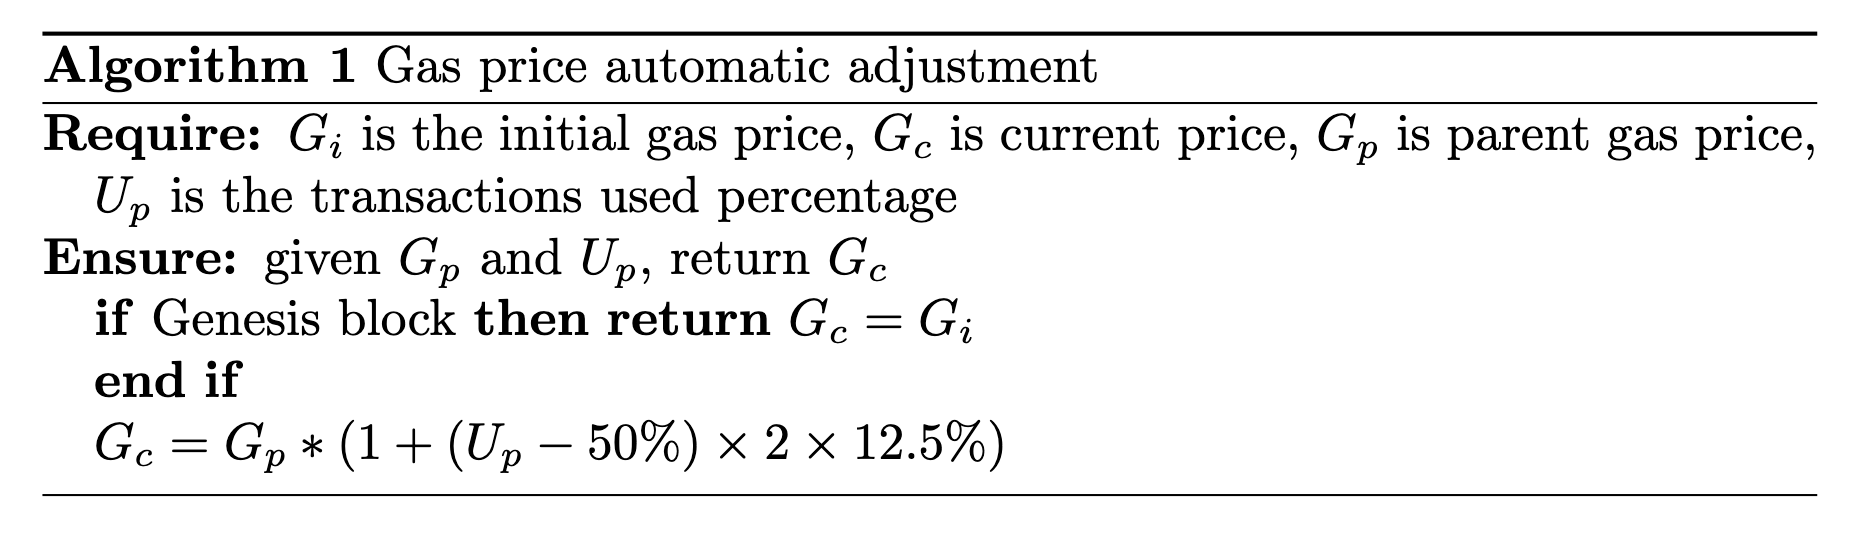 Algorithm 1 Gas price automatic adjustment
Require: G_i is the initial gas price, G_c is current price, G_p is parent gas price,
U_p is the transactions used percentage
Ensure: given G_p and U_p, return G_c
if Genesis block then return G_c = G_i
end if
G_c = G_p ∗ (1 + (U_p − 50%) × 2 × 12.5%)